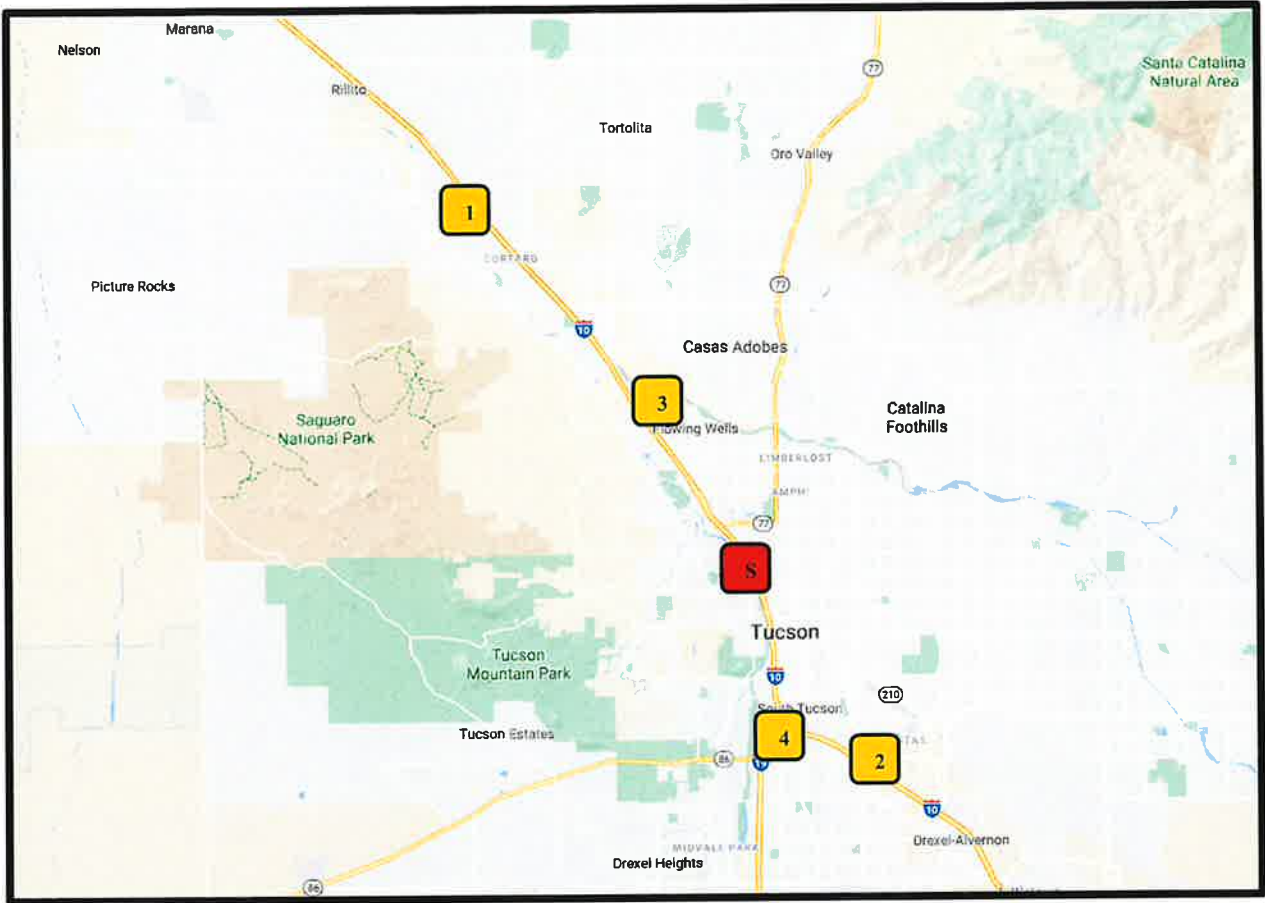 Marana
Nelson
Santa Catalina
Natural Area
77
Rillito
Tortolita
Oro Valley
1
CORTARO
Picture Rocks
77
10
Casas Adobes
3
Catalina
Foothills
Saguaro
National Park
Flowing Wells
LIMBERLOST
AMPHI
77
S
Tucson
Tucson
Mountain Park
10
210
South Tucson
Tucson Estates
4
2
86
19
10
Drexel-Alvernon
MIDVALE PARK
Drexel Heights
86